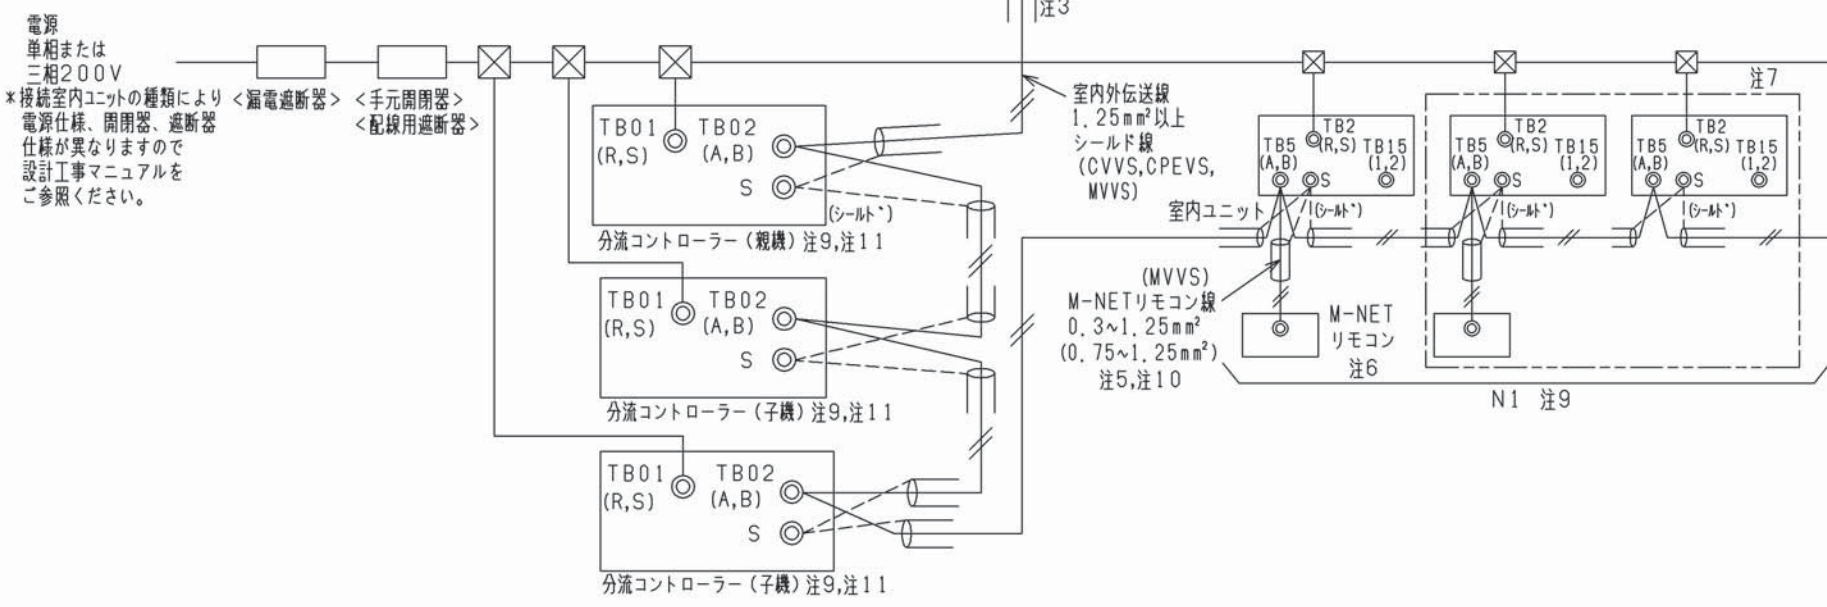 電源
単相または
三相200V
*接続室内ユニットの種類により
電源仕様、開閉器、遮断器
仕様が異なりますので
設計工事マニュアルを
ご参照ください。
<漏電遮断器>
<手元開閉器>
<配線用遮断器>
注3
TB01 TB02
(R,S) (A,B)
S
(シールド)
分流コントローラー(親機)注9,注11
TB01 TB02
(R,S) (A,B)
S
分流コントローラー(子機)注9,注11
TB01 TB02
(R,S) (A,B)
S
分流コントローラー(子機)注9,注11
室内外伝送線
1.25mm²以上
シールド線
(CVVS,CPEVS,
MVVS)
室内ユニット
TB2
TB5 (R,S) TB15
(A,B) (1,2)
S
(シールド)
注7
TB2
TB5 (R,S) TB15
(A,B) (1,2)
S
(シールド)
TB2
TB5 (R,S) TB15
(A,B) (1,2)
S
(シールド)
(MVVS)
M-NETリモコン線
0.3~1.25mm²
(0.75~1.25mm²)
注5,注10
M-NET
リモコン
注6
N1 注9